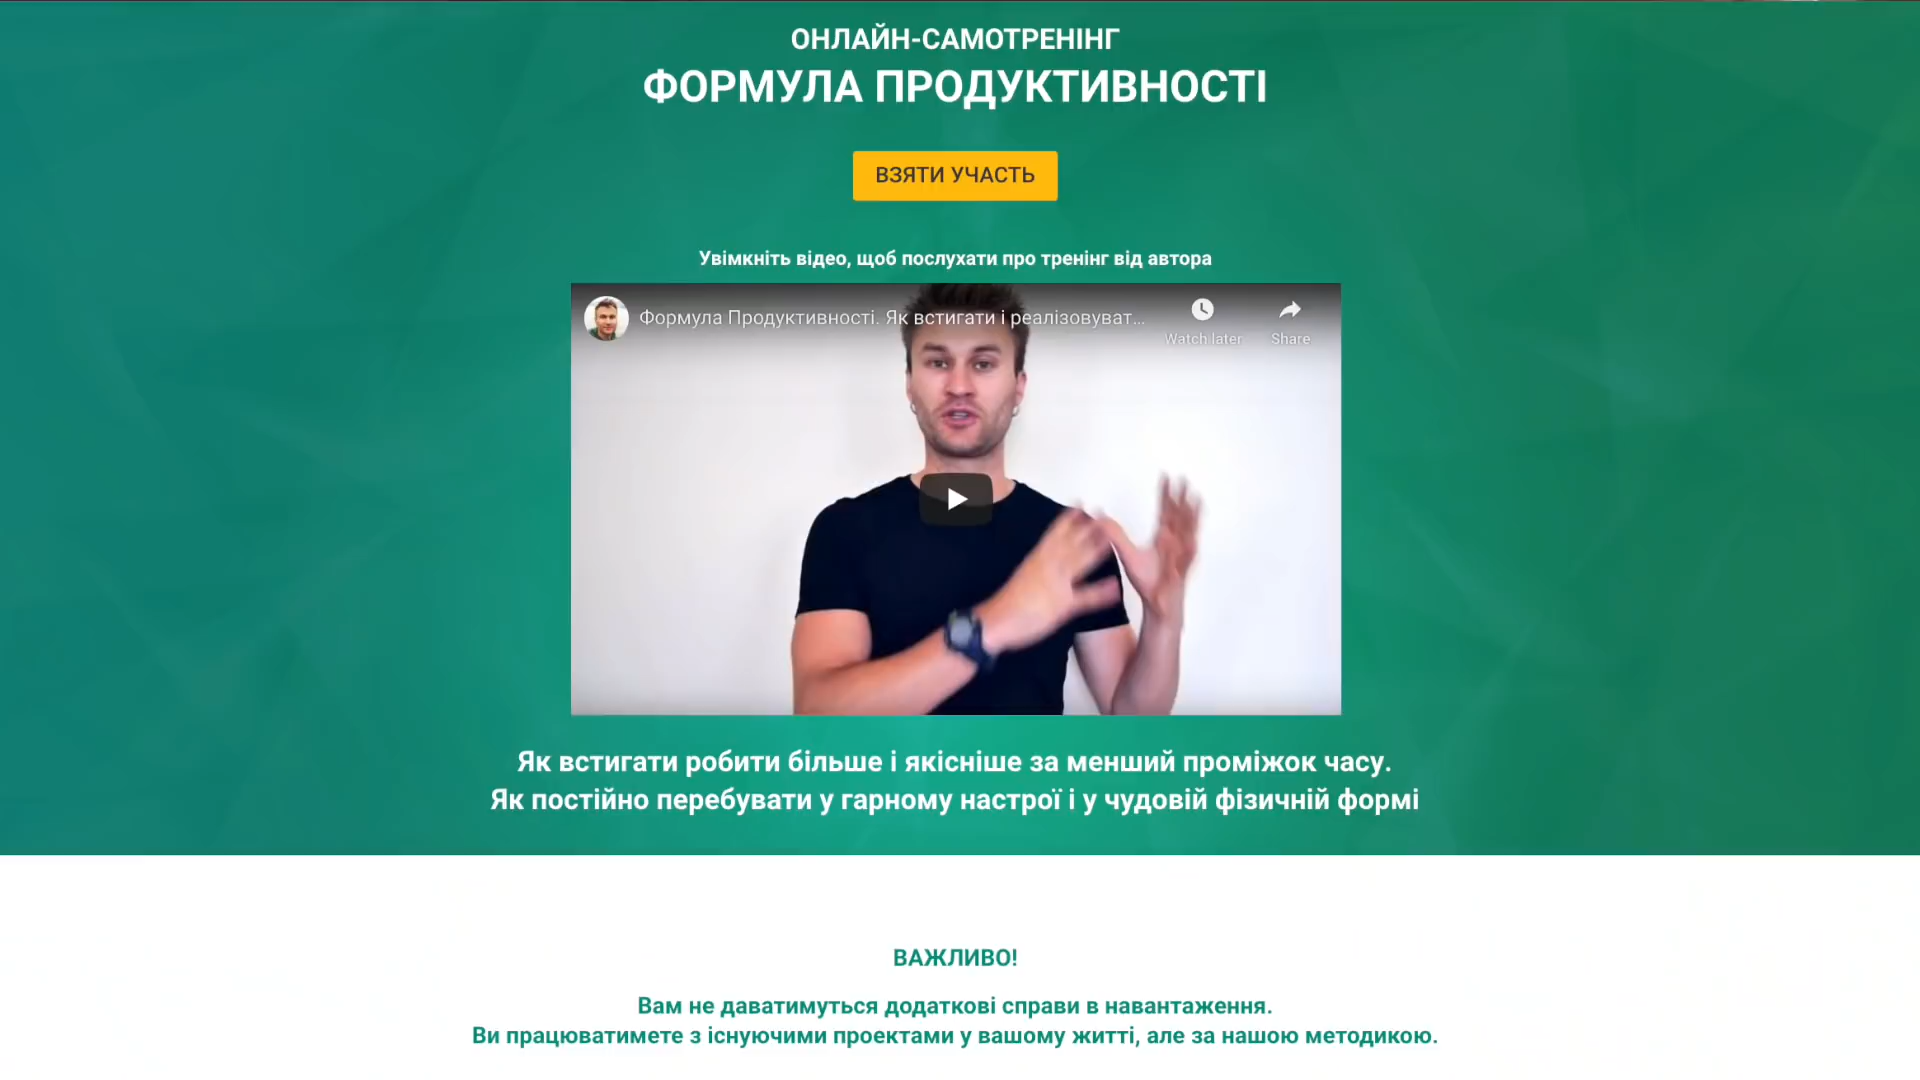 ОНЛАЙН-САМОТРЕНІНГ
ФОРМУЛА ПРОДУКТИВНОСТІ
ВЗЯТИ УЧАСТЬ
Увімкніть відео, щоб послухати про тренінг від автора
Формула Продуктивності. Як встигати і реалізовуват...
Watch later
Share
Як встигати робити більше і якісніше за менший проміжок часу.
Як постійно перебувати у гарному настрої і у чудовій фізичній формі
ВАЖЛИВО!
Вам не даватимуться додаткові справи в навантаження.
Ви працюватимете з існуючими проектами у вашому житті, але за нашою методикою.